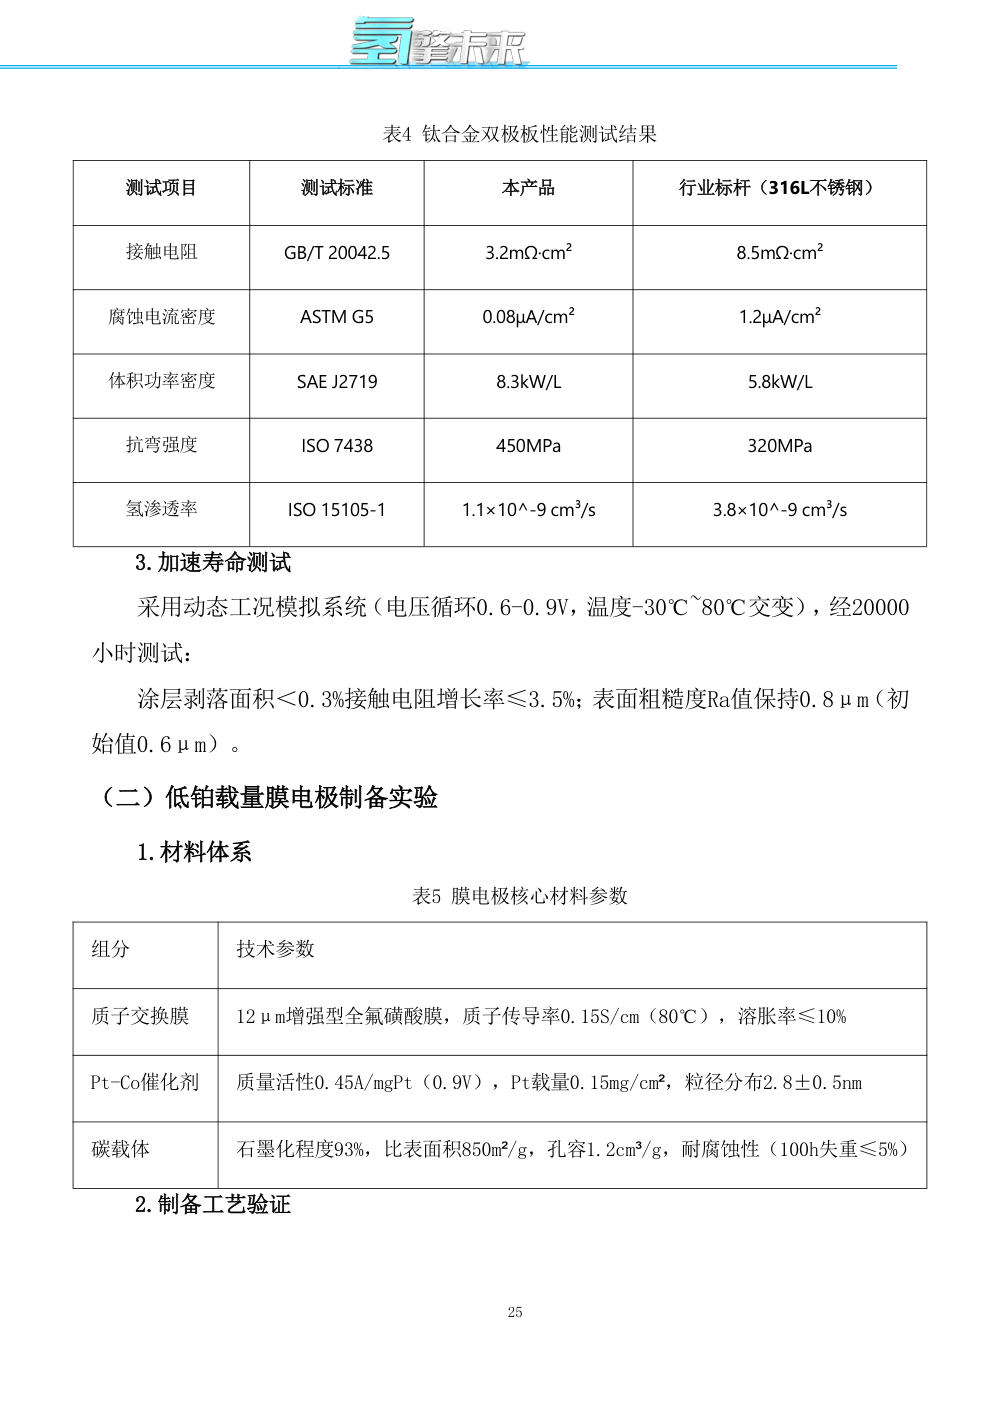 氢擎未来
表4 钛合金双极板性能测试结果
测试项目 测试标准 本产品 行业标杆（316L不锈钢）
接触电阻 GB/T 20042.5 3.2mΩ·cm² 8.5mΩ·cm²
腐蚀电流密度 ASTM G5 0.08μA/cm² 1.2μA/cm²
体积功率密度 SAE J2719 8.3kW/L 5.8kW/L
抗弯强度 ISO 7438 450MPa 320MPa
氢渗透率 ISO 15105-1 1.1×10^-9 cm³/s 3.8×10^-9 cm³/s
3.加速寿命测试
采用动态工况模拟系统（电压循环0.6-0.9V，温度-30℃~80℃交变），经20000
小时测试：
涂层剥落面积＜0.3%接触电阻增长率≤3.5%；表面粗糙度Ra值保持0.8μm（初
始值0.6μm）。
（二）低铂载量膜电极制备实验
1.材料体系
表5 膜电极核心材料参数
组分 技术参数
质子交换膜 12μm增强型全氟磺酸膜，质子传导率0.15S/cm（80℃），溶胀率≤10%
Pt-Co催化剂 质量活性0.45A/mgPt（0.9V），Pt载量0.15mg/cm²，粒径分布2.8±0.5nm
碳载体 石墨化程度93%，比表面积850m²/g，孔容1.2cm³/g，耐腐蚀性（100h失重≤5%）
2.制备工艺验证
25